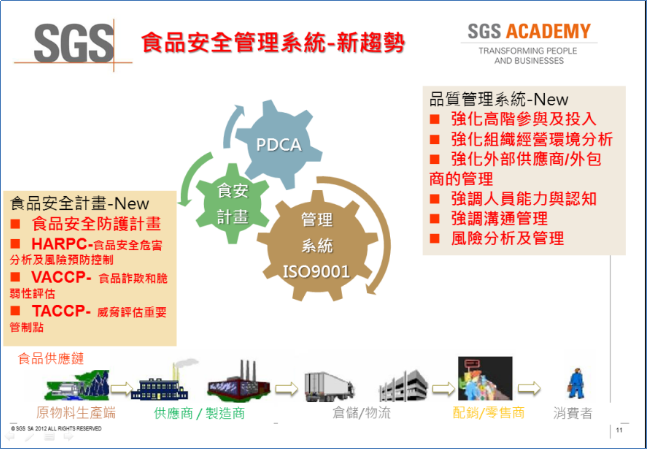 SGS
食品安全管理系統-新趨勢
SGS ACADEMY
TRANSFORMING PEOPLE
AND BUSINESSES
品質管理系統-New
強化高階參與及投入
強化組織經營環境分析
強化外部供應商/外包
商的管理
強調人員能力與認知
強調溝通管理
風險分析及管理
PDCA
食安
計畫
管理
系統
ISO9001
食品安全計畫-New
食品安全防護計畫
HARPC-食品安全危害
分析及風險預防控制
VACCP- 食品詐欺和脆
弱性評估
TACCP- 威脅評估重要
管制點
食品供應鏈
原物料生產端
供應商 / 製造商
倉儲/物流
配銷/零售商
消費者
© SGS SA 2012 ALL RIGHTS RESERVED
11